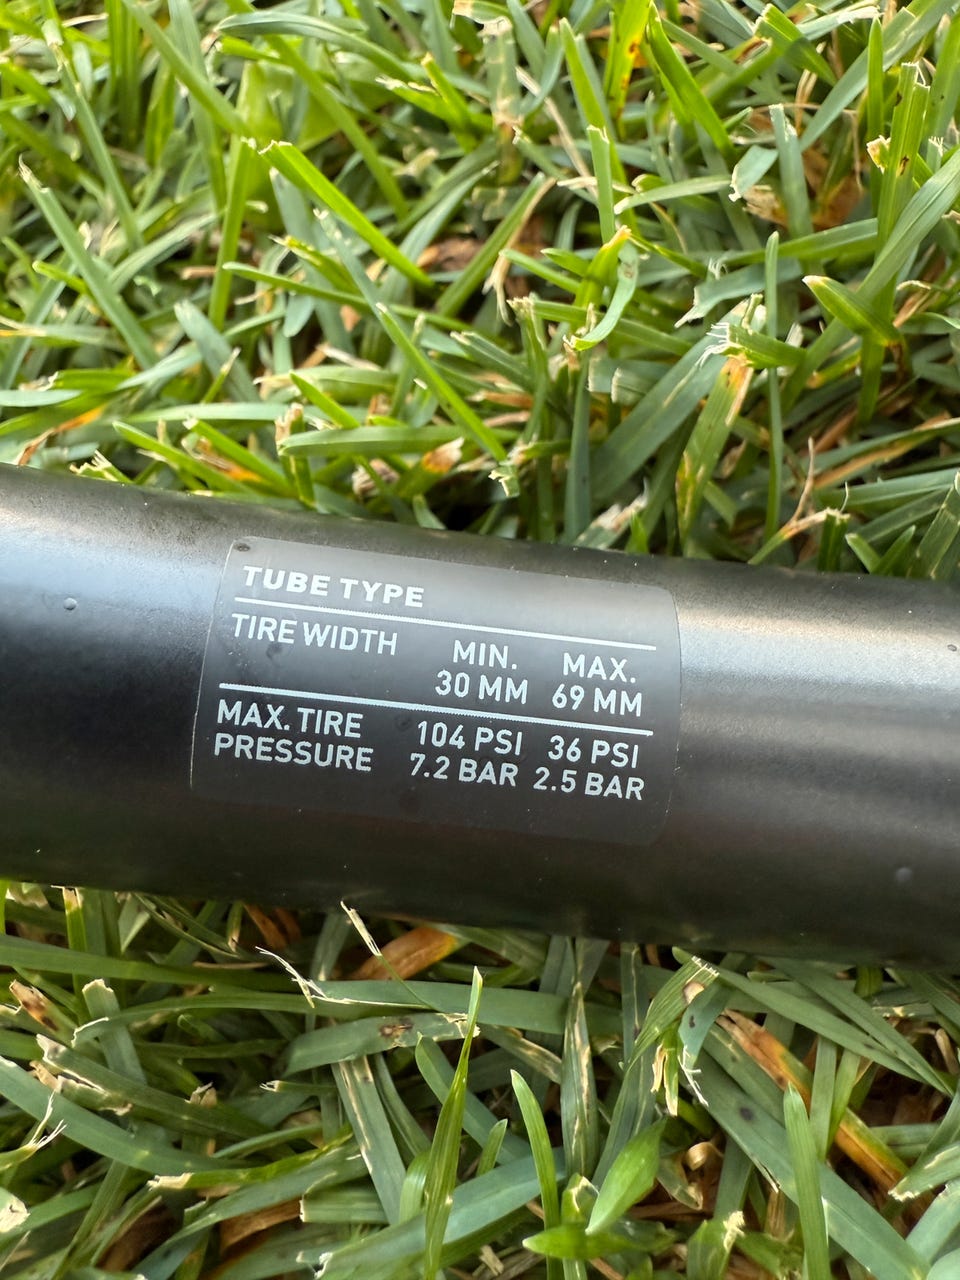 TUBE TYPE
TIRE WIDTH MIN. MAX.
30 MM 69 MM
MAX. TIRE 104 PSI 36 PSI
PRESSURE 7.2 BAR 2.5 BAR